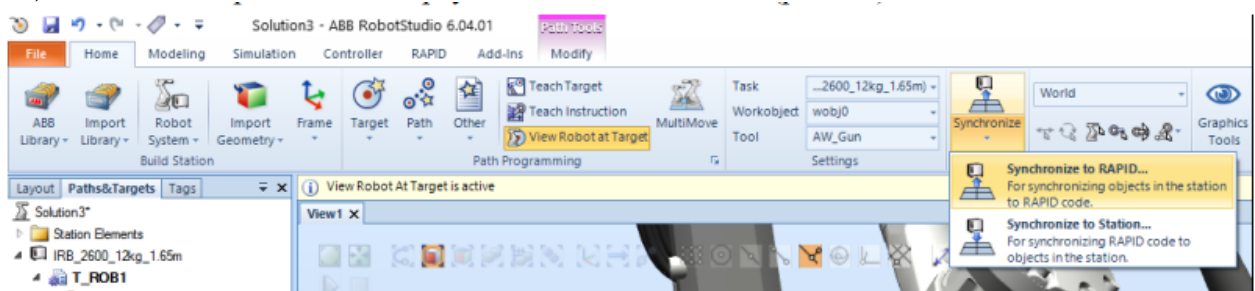 Solution3 - ABB RobotStudio 6.04.01
Path Tools
File Home Modeling Simulation Controller RAPID Add-Ins Modify
ABB Library
Import Library
Robot System
Import Geometry
Build Station
Frame
Target
Path
Other
Teach Target
Teach Instruction
View Robot at Target
MultiMove
Path Programming
Task ...2600_12kg_1.65m)
Workobject wobj0
Tool AW_Gun
Settings
Synchronize
World
Graphics Tools
Synchronize to RAPID...
For synchronizing objects in the station
to RAPID code.
Synchronize to Station...
For synchronizing RAPID code to
objects in the station.
Layout Paths&Targets Tags
View Robot At Target is active
Solution3*
View1
Station Elements
IRB_2600_12kg_1.65m
T_ROB1